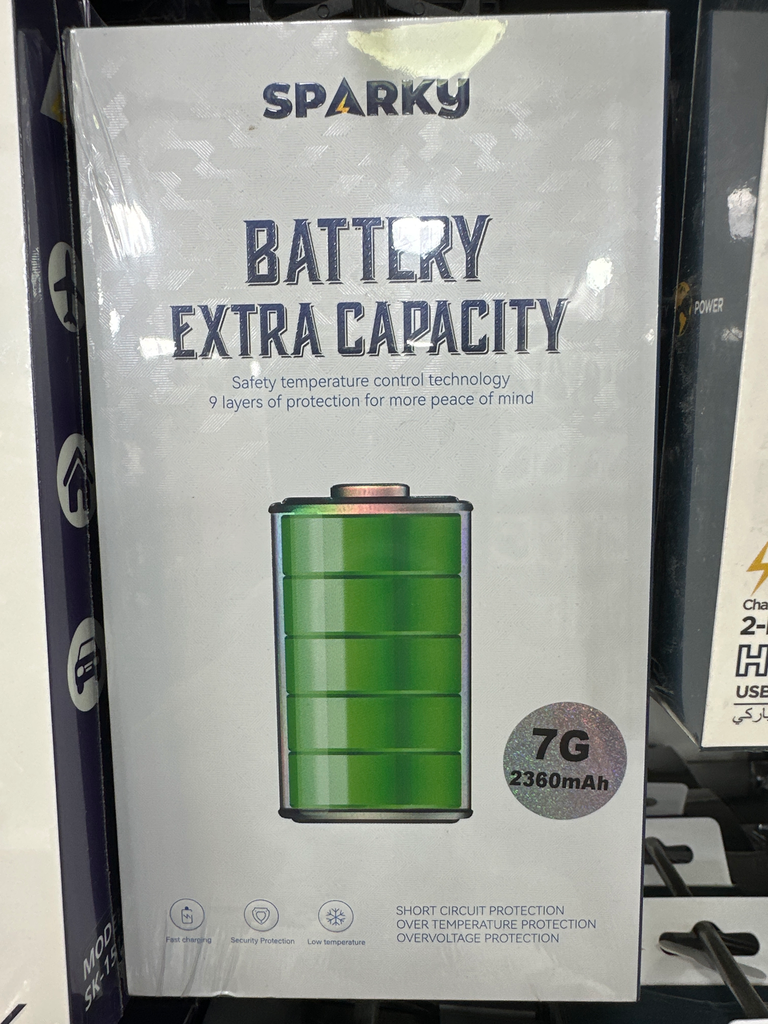 SPARKY
BATTERY
EXTRA CAPACITY
Safety temperature control technology
9 layers of protection for more peace of mind
7G
2360mAh
Fast charging
Security Protection
Low temperature
SHORT CIRCUIT PROTECTION
OVER TEMPERATURE PROTECTION
OVERVOLTAGE PROTECTION
POWER
USB